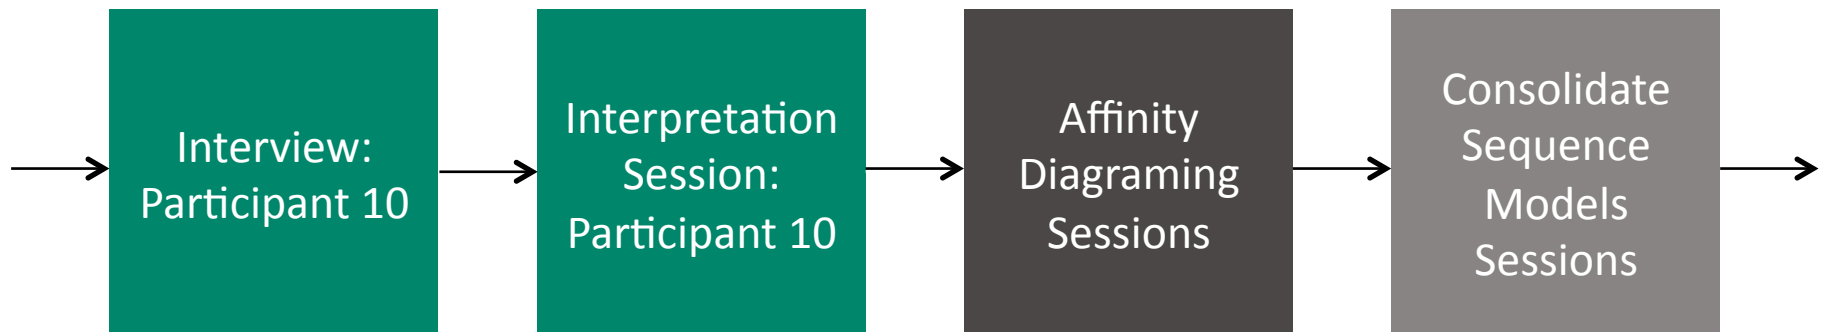 Interview:
Participant 10
Interpretation
Session:
Participant 10
Affinity
Diagraming
Sessions
Consolidate
Sequence
Models
Sessions